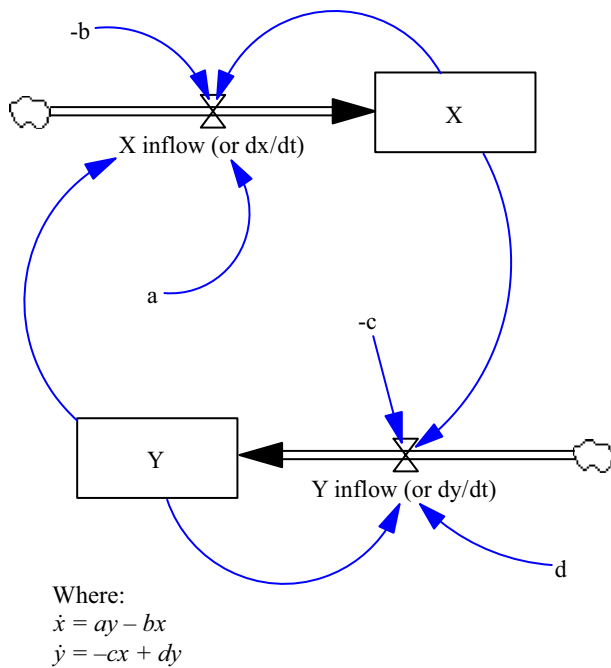 -b
X
X inflow (or dx/dt)
a
-c
Y
Y inflow (or dy/dt)
d
Where:
ẋ = ay – bx
ẏ = –cx + dy